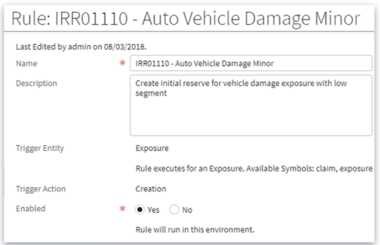 Rule: IRR01110 - Auto Vehicle Damage Minor
Last Edited by admin on 08/03/2018.
Name * IRR01110 - Auto Vehicle Damage Minor
Description Create initial reserve for vehicle damage exposure with low
segment
Trigger Entity Exposure
Rule executes for an Exposure. Available Symbols: claim, exposure
Trigger Action Creation
Enabled * Yes No
Rule will run in this environment.